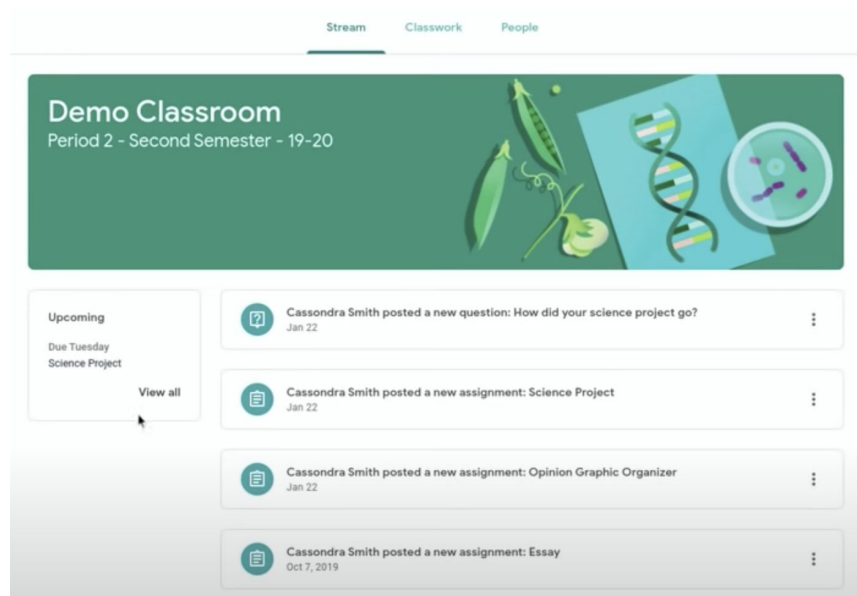 Stream Classwork People
Demo Classroom
Period 2 - Second Semester - 19-20
Upcoming
Due Tuesday
Science Project
View all
Cassondra Smith posted a new question: How did your science project go?
Jan 22
Cassondra Smith posted a new assignment: Science Project
Jan 22
Cassondra Smith posted a new assignment: Opinion Graphic Organizer
Jan 22
Cassondra Smith posted a new assignment: Essay
Oct 7, 2019